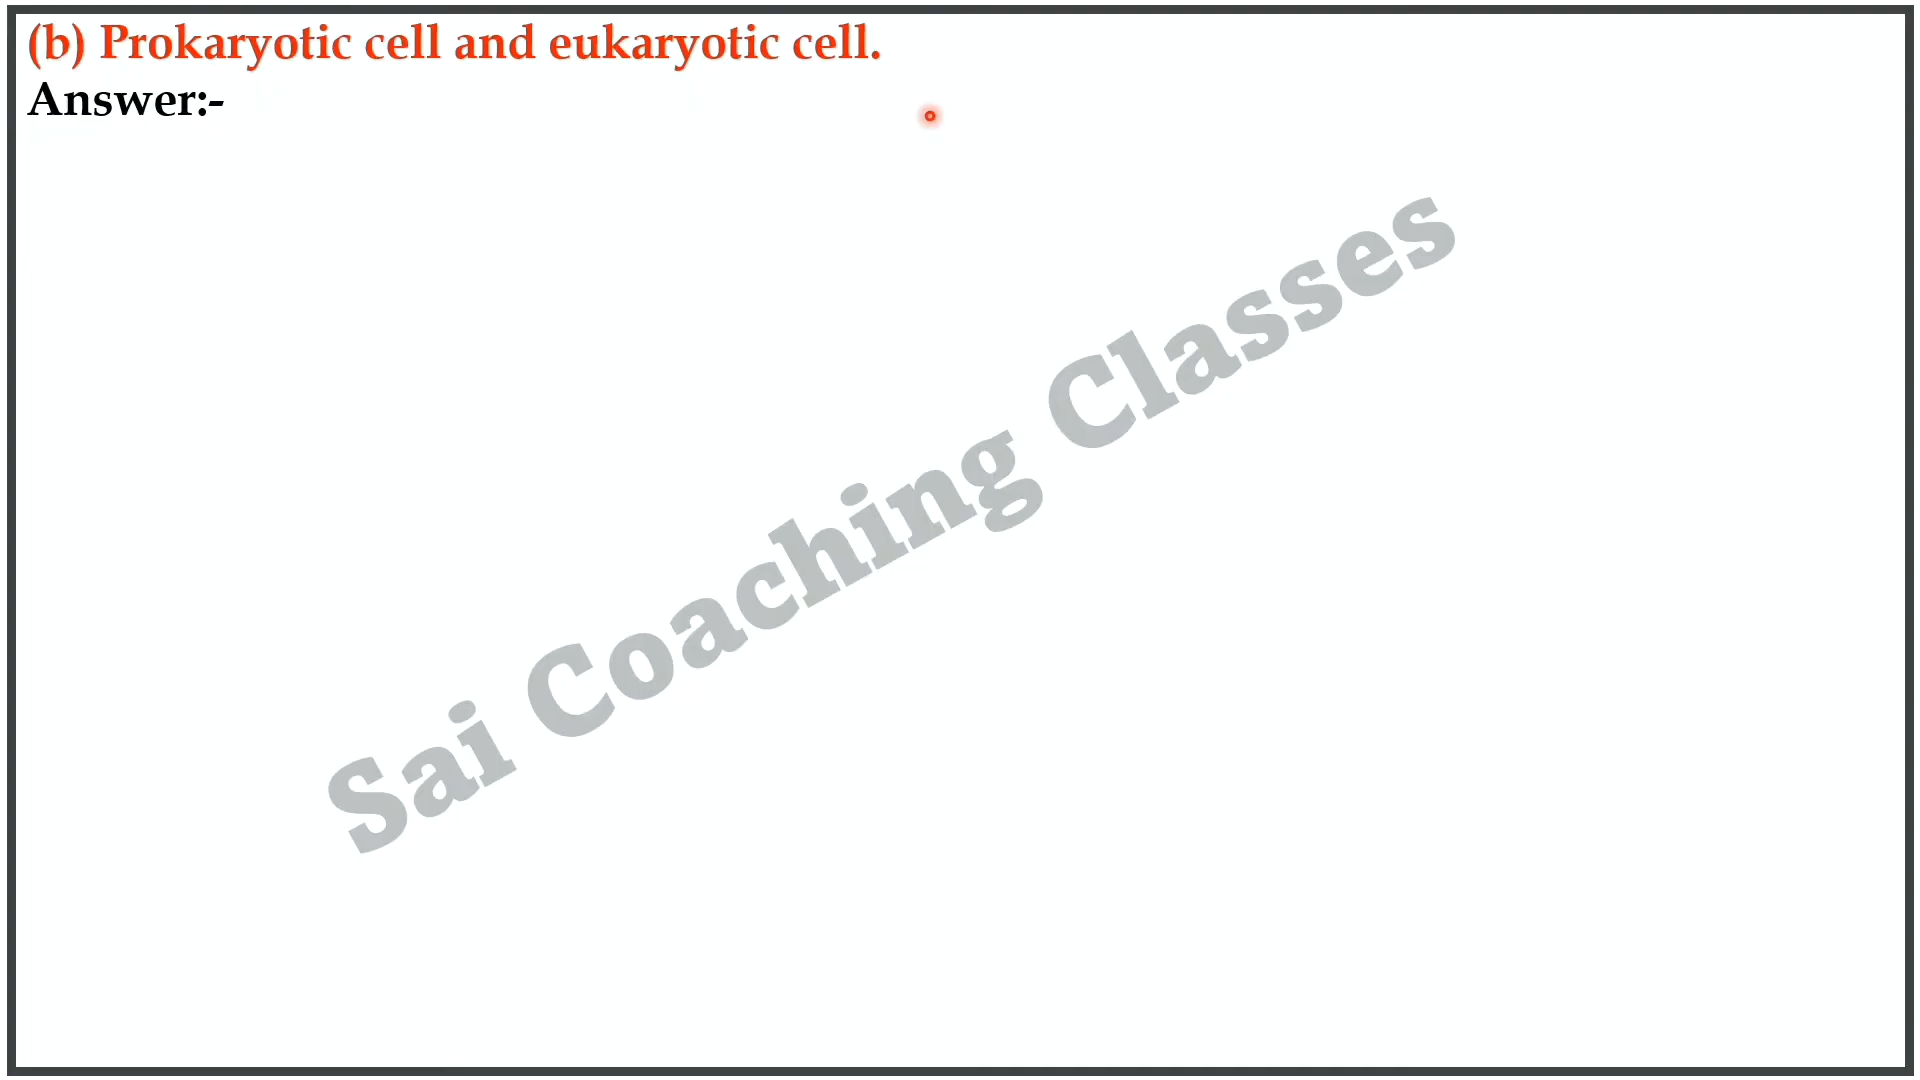 (b) Prokaryotic cell and eukaryotic cell.
Answer:-
Sai Coaching Classes